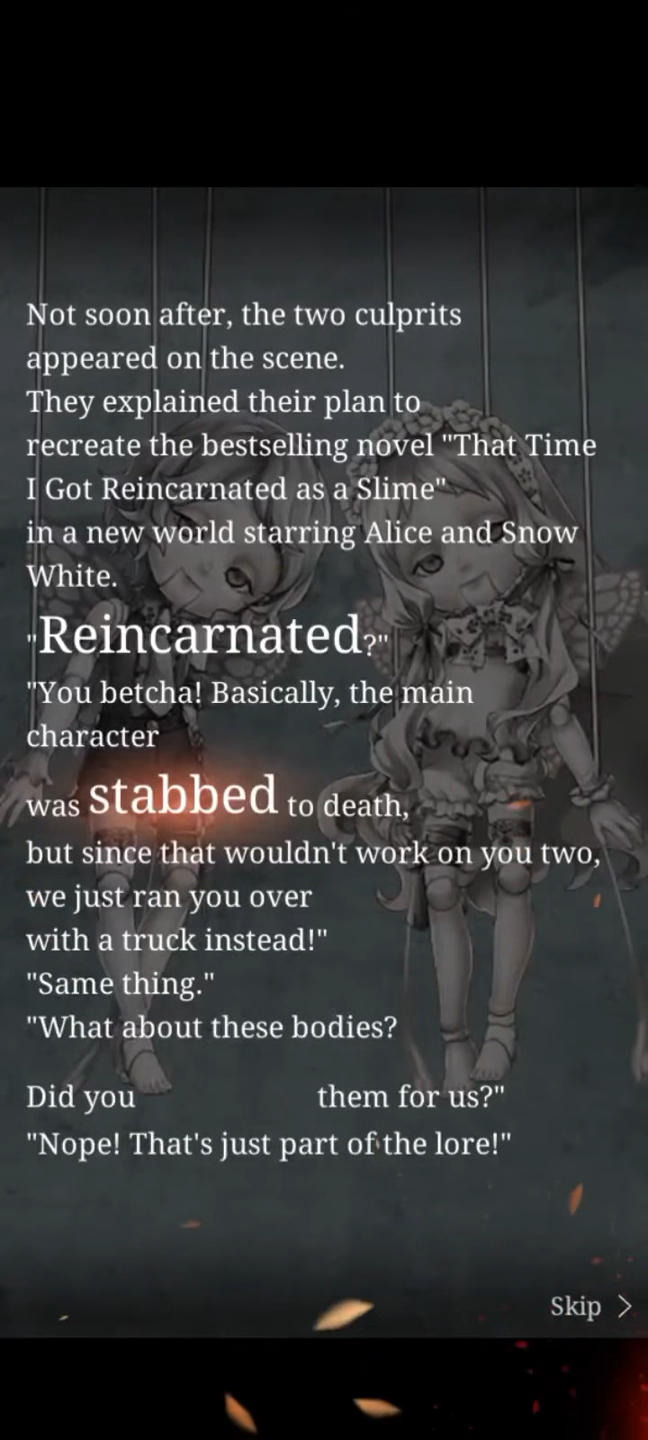 Not soon after, the two culprits
appeared on the scene.
They explained their plan to
recreate the bestselling novel "That Time
I Got Reincarnated as a Slime"
in a new world starring Alice and Snow
White.
"Reincarnated?"
"You betcha! Basically, the main
character
was stabbed to death,
but since that wouldn't work on you two,
we just ran you over
with a truck instead!"
"Same thing."
"What about these bodies?
Did you them for us?"
"Nope! That's just part of the lore!"
Skip >